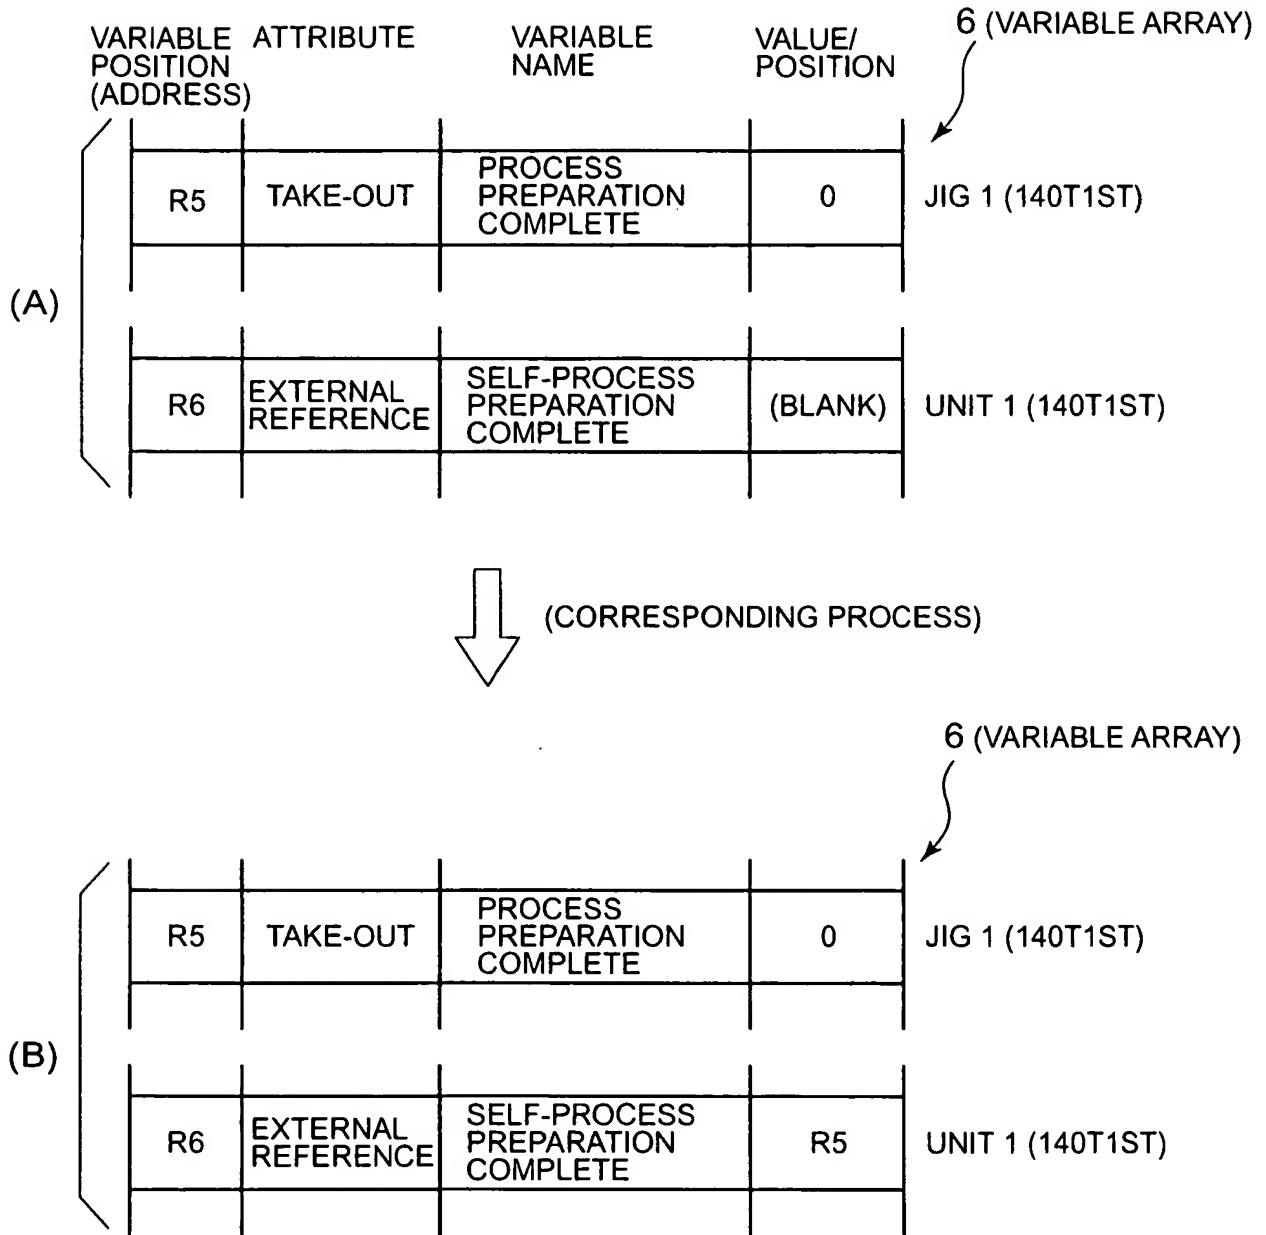 6 (VARIABLE ARRAY)
VARIABLE POSITION (ADDRESS)
ATTRIBUTE
VARIABLE NAME
VALUE/ POSITION
(A)
R5
TAKE-OUT
PROCESS PREPARATION COMPLETE
0
JIG 1 (140T1ST)
R6
EXTERNAL REFERENCE
SELF-PROCESS PREPARATION COMPLETE
(BLANK)
UNIT 1 (140T1ST)
(CORRESPONDING PROCESS)
6 (VARIABLE ARRAY)
(B)
R5
TAKE-OUT
PROCESS PREPARATION COMPLETE
0
JIG 1 (140T1ST)
R6
EXTERNAL REFERENCE
SELF-PROCESS PREPARATION COMPLETE
R5
UNIT 1 (140T1ST)